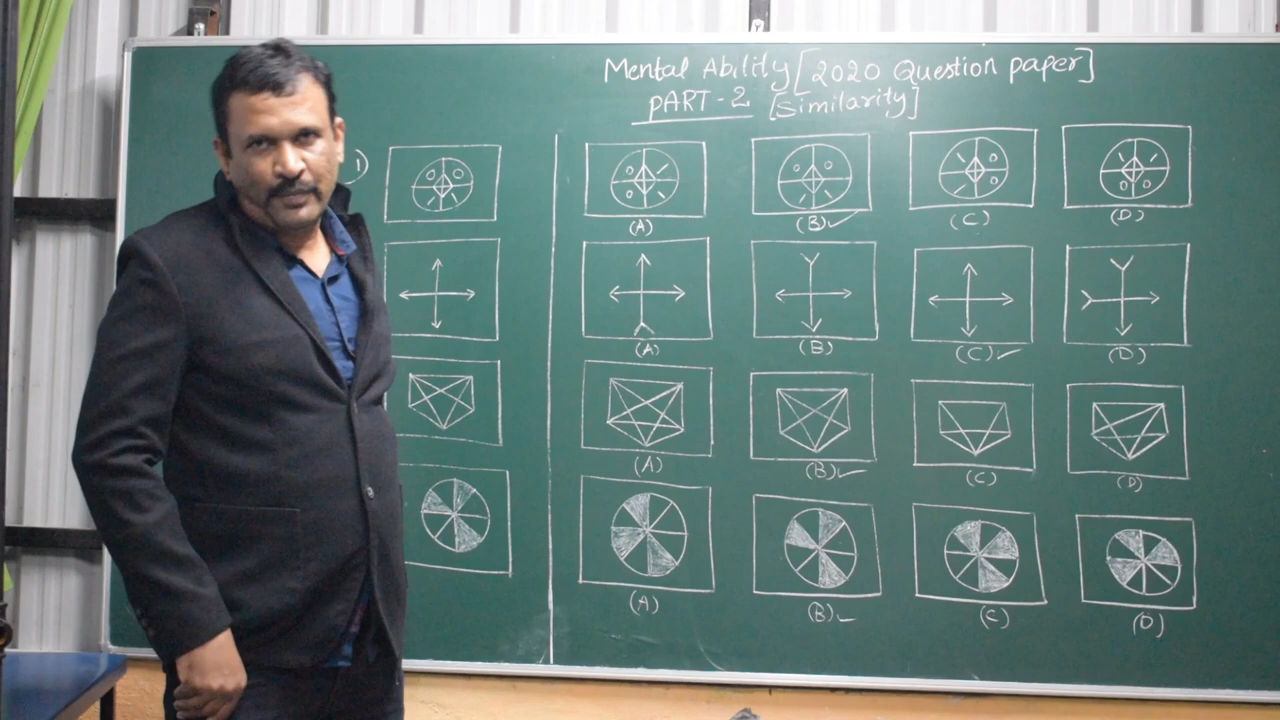 Mental Ability [2020 Question paper]
PART-2 [Similarity]
1)
(A) (B)✓ (C) (D)
(A) (B) (C)✓ (D)
(A) (B)✓ (C) (D)
(A) (B)✓ (C) (D)